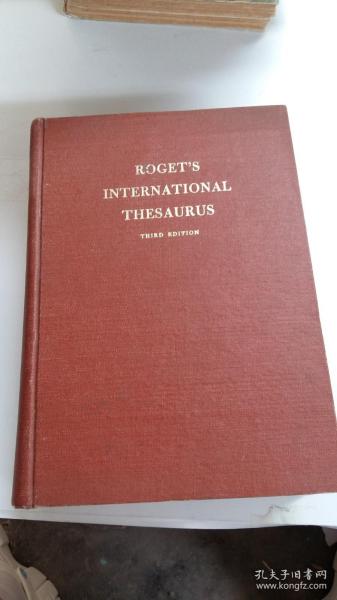 ROGET'S
INTERNATIONAL
THESAURUS
THIRD EDITION
孔夫子旧书网
www.kongfz.com